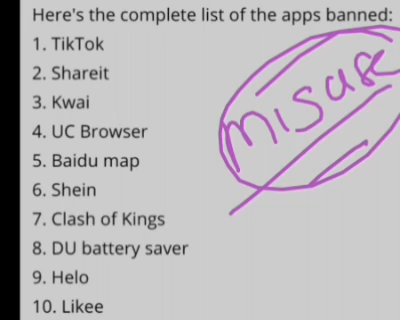 Here's the complete list of the apps banned:
1. TikTok
2. Shareit
3. Kwai
4. UC Browser
5. Baidu map
6. Shein
7. Clash of Kings
8. DU battery saver
9. Helo
10. Likee
misuse